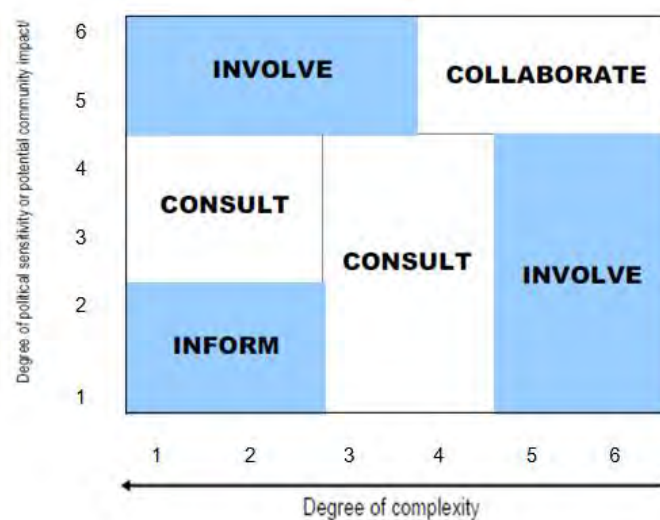 Degree of political sensitivity or potential community impact/
6
5
4
3
2
1
INVOLVE
COLLABORATE
CONSULT
CONSULT
INVOLVE
INFORM
1 2 3 4 5 6
Degree of complexity